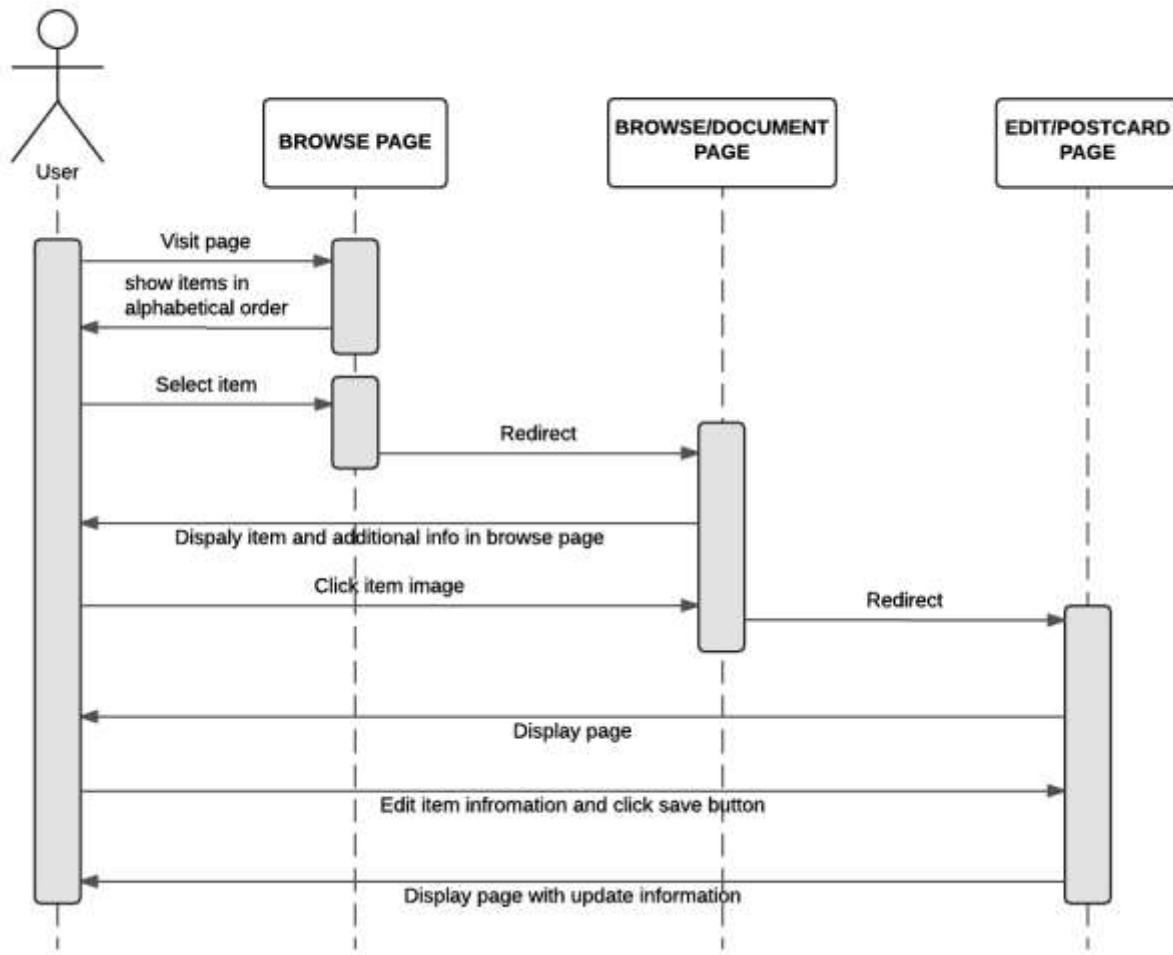 User
BROWSE PAGE
BROWSE/DOCUMENT
PAGE
EDIT/POSTCARD
PAGE
Visit page
show items in
alphabetical order
Select item
Redirect
Dispaly item and additional info in browse page
Click item image
Redirect
Display page
Edit item infromation and click save button
Display page with update information